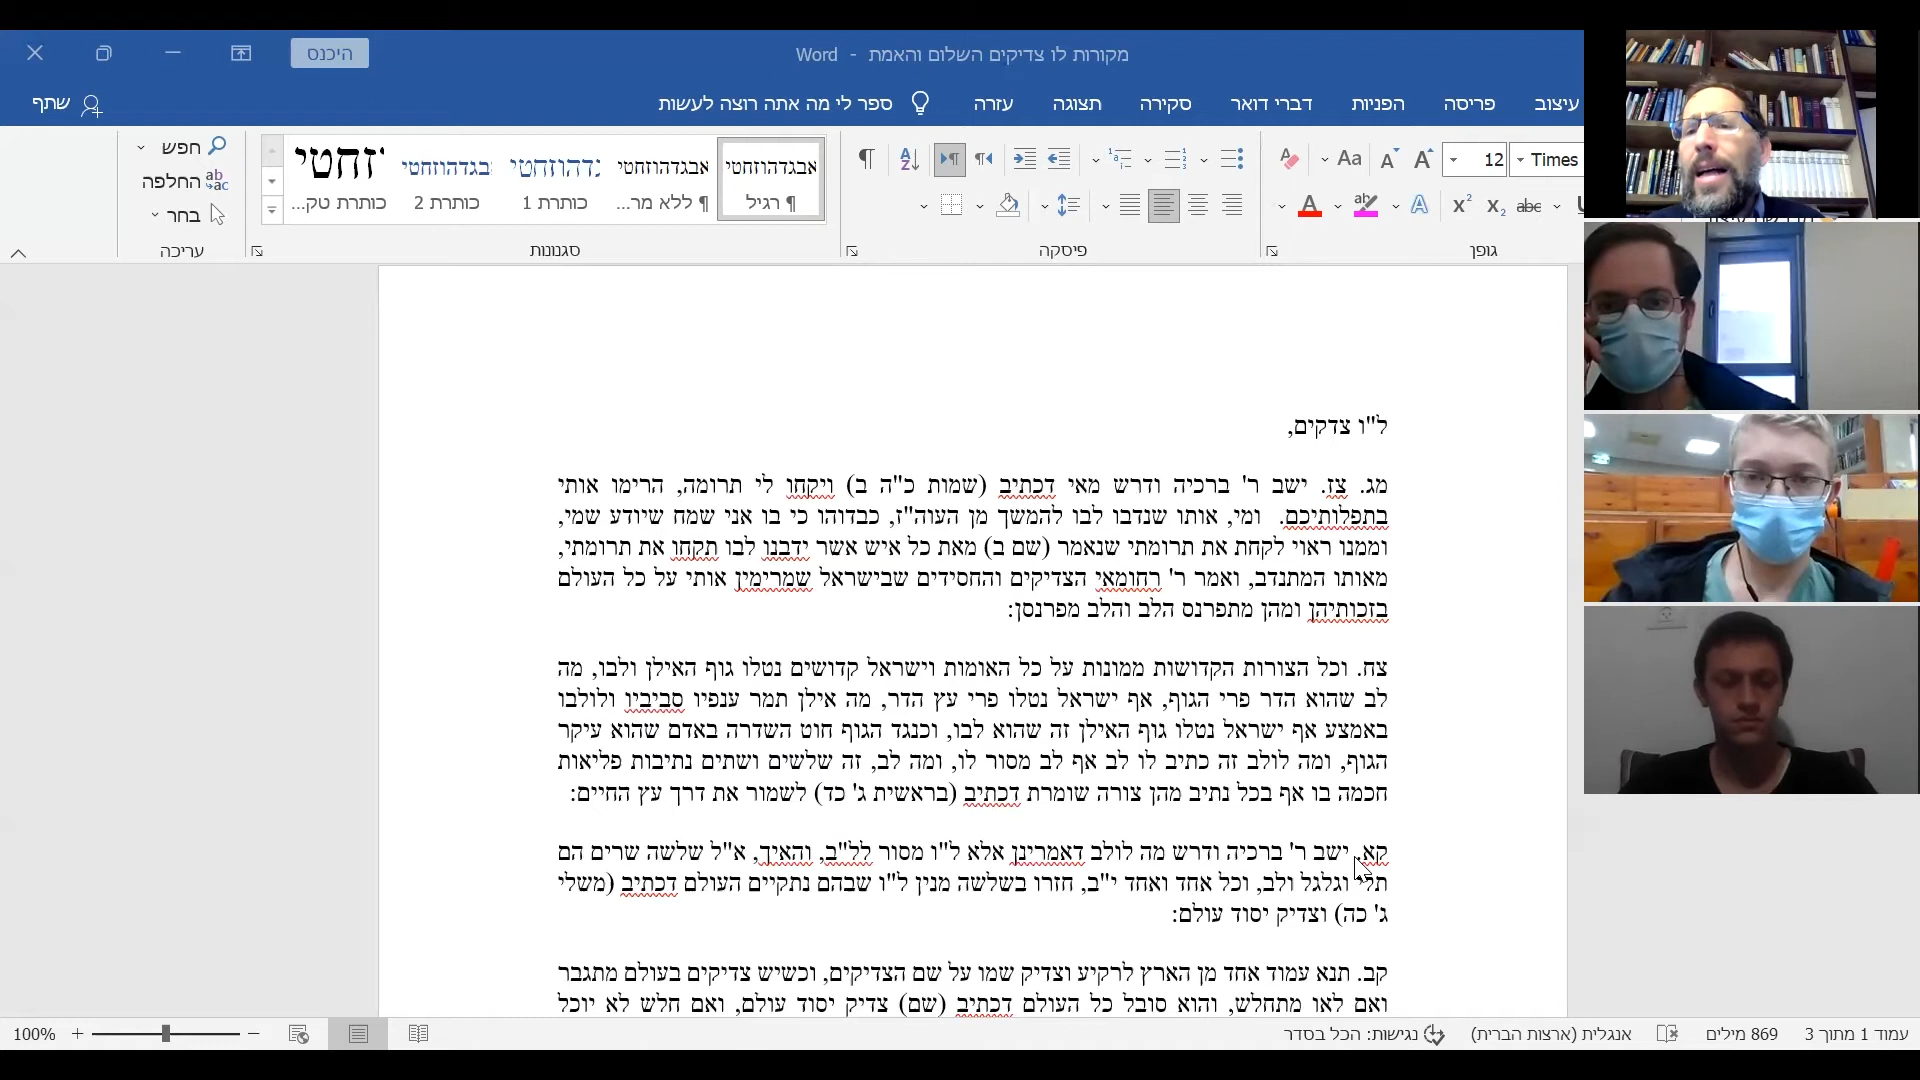 היכנס
מקורות לו צדיקים השלום והאמת - Word
עיצוב
פריסה
הפניות
דברי דואר
סקירה
תצוגה
עזרה
ספר לי מה אתה רוצה לעשות
שתף
Times
12
Aa
גופן
פיסקה
אבגדהוזחטי
¶ רגיל
אבגדהוזחטי
¶ ללא מר...
כותרת 1
כותרת 2
כותרת טק...
סגנונות
חפש
החלפה
בחר
עריכה
ל"ו צדקים,
מג. צז. ישב ר' ברכיה ודרש מאי דכתיב (שמות כ"ה ב) ויקחו לי תרומה, הרימו אותי
בתפלותיכם. ומי, אותו שנדבו לבו להמשך מן העוה"ז, כבדוהו כי בו אני שמח שיודע שמי,
וממנו ראוי לקחת את תרומתי שנאמר (שם ב) מאת כל איש אשר ידבנו לבו תקחו את תרומתי,
מאותו המתנדב, ואמר ר' רחומאי הצדיקים והחסידים שבישראל שמרימין אותי על כל העולם
בזכותיהן ומהן מתפרנס הלב והלב מפרנסן:
צח. וכל הצורות הקדושות ממונות על כל האומות וישראל קדושים נטלו גוף האילן ולבו, מה
לב שהוא הדר פרי הגוף, אף ישראל נטלו פרי עץ הדר, מה אילן תמר ענפיו סביביו ולולבו
באמצע אף ישראל נטלו גוף האילן זה שהוא לבו, וכנגד הגוף חוט השדרה באדם שהוא עיקר
הגוף, ומה לולב זה כתיב לו לב אף לב מסור לו, ומה לב, זה שלשים ושתים נתיבות פליאות
חכמה בו אף בכל נתיב מהן צורה שומרת דכתיב (בראשית ג' כד) לשמור את דרך עץ החיים:
קא. ישב ר' ברכיה ודרש מה לולב דאמרינן אלא ל"ו מסור לל"ב, והאיך, א"ל שלשה שרים הם
תלי וגלגל ולב, וכל אחד ואחד י"ב, חזרו בשלשה מנין ל"ו שבהם נתקיים העולם דכתיב (משלי
ג' כה) וצדיק יסוד עולם:
קב. תנא עמוד אחד מן הארץ לרקיע וצדיק שמו על שם הצדיקים, וכשיש צדיקים בעולם מתגבר
ואם לאו מתחלש, והוא סובל כל העולם דכתיב (שם) צדיק יסוד עולם, ואם חלש לא יוכל
עמוד 1 מתוך 3
869 מילים
אנגלית (ארצות הברית)
נגישות: הכל בסדר
100%